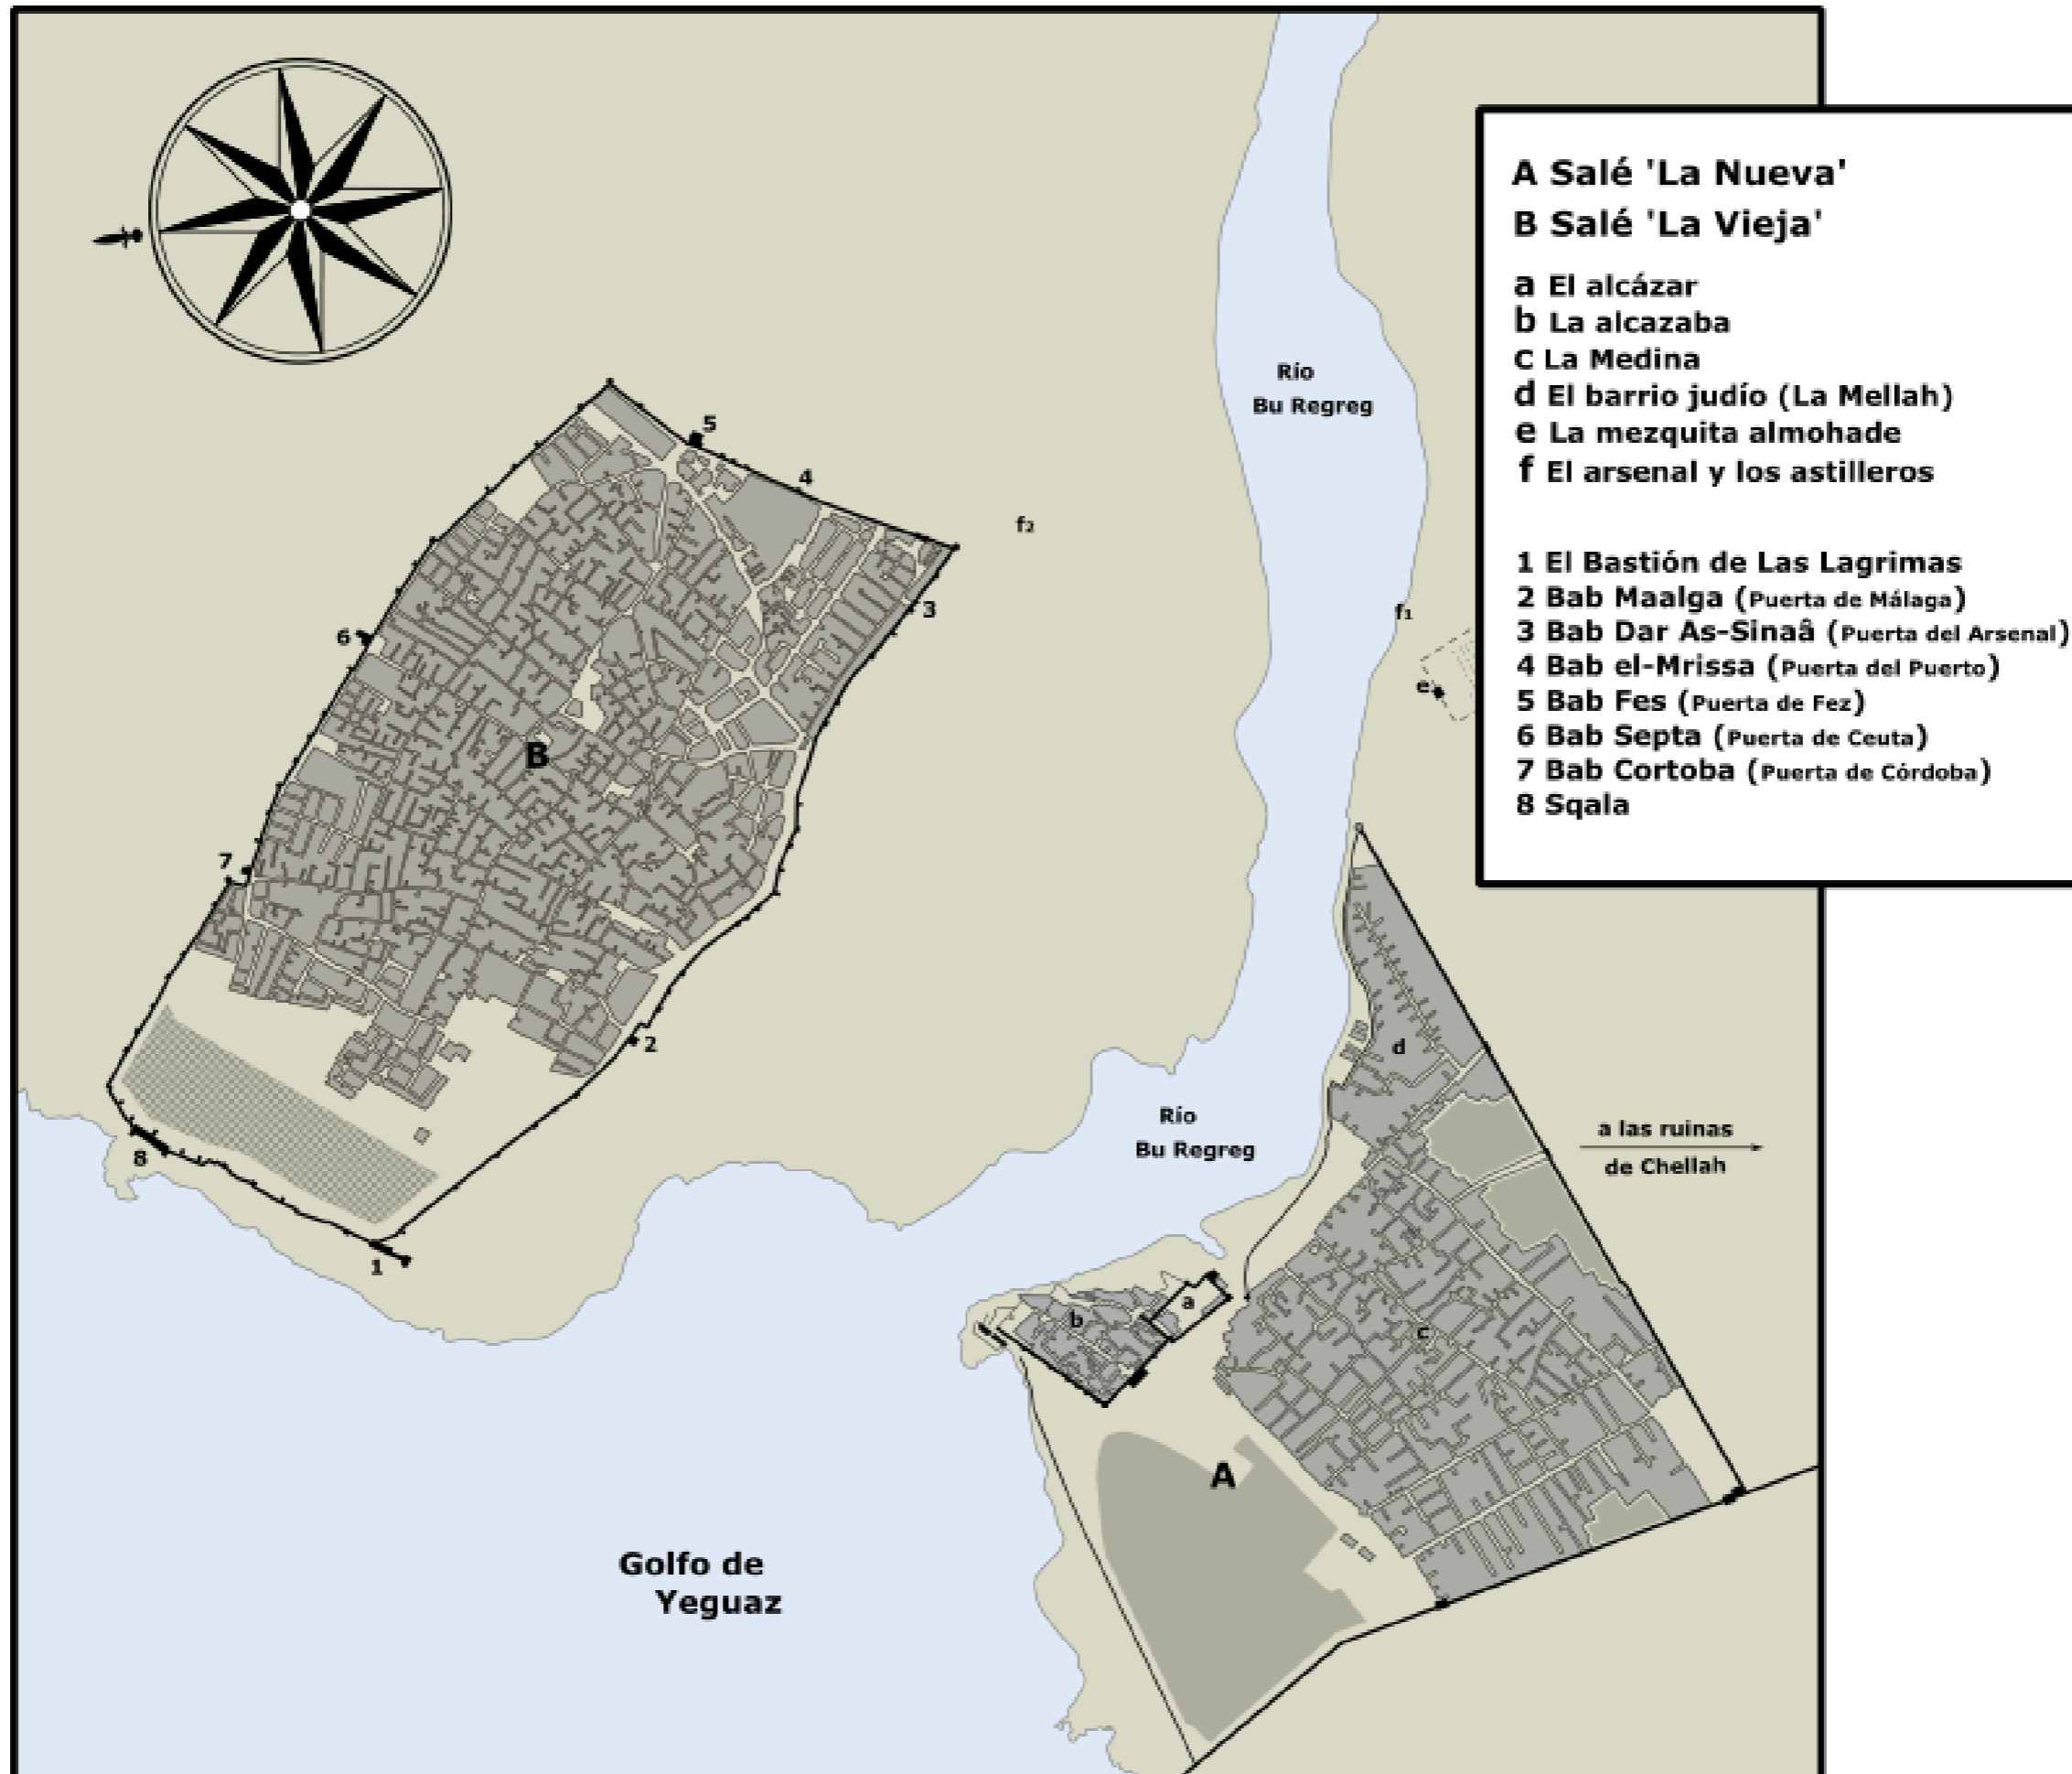 A Salé 'La Nueva'
B Salé 'La Vieja'
a El alcázar
b La alcazaba
c La Medina
d El barrio judío (La Mellah)
e La mezquita almohade
f El arsenal y los astilleros
1 El Bastión de Las Lagrimas
2 Bab Maalga (Puerta de Málaga)
3 Bab Dar As-Sinaâ (Puerta del Arsenal)
4 Bab el-Mrissa (Puerta del Puerto)
5 Bab Fes (Puerta de Fez)
6 Bab Septa (Puerta de Ceuta)
7 Bab Cortoba (Puerta de Córdoba)
8 Sqala
Río
Bu Regreg
5
4
f2
3
f1
6
e
B
7
2
d
Río
Bu Regreg
a las ruinas
de Chellah
8
1
a
b
c
A
Golfo de
Yeguaz